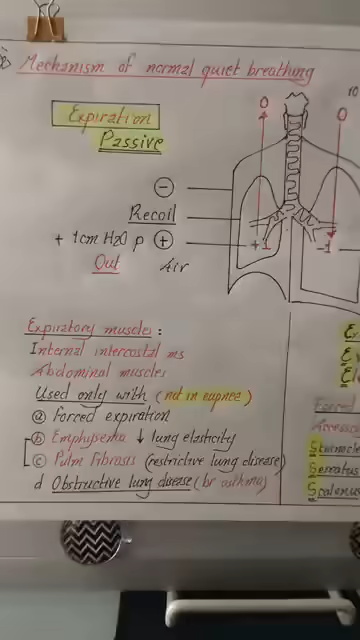 Mechanism of normal quiet breathing
10
Expiration
Passive
0 0
−
Recoil
+ 1cm H2O p +
+1 −1
Out Air
Expiratory muscles :
Internal intercostal ms
Abdominal muscles
Used only with (not in eupnea)
a Forced expiration
b Emphysema ↓ lung elasticity
c Pulm Fibrosis (restrictive lung disease)
d Obstructive lung disease (br asthma)
Forced